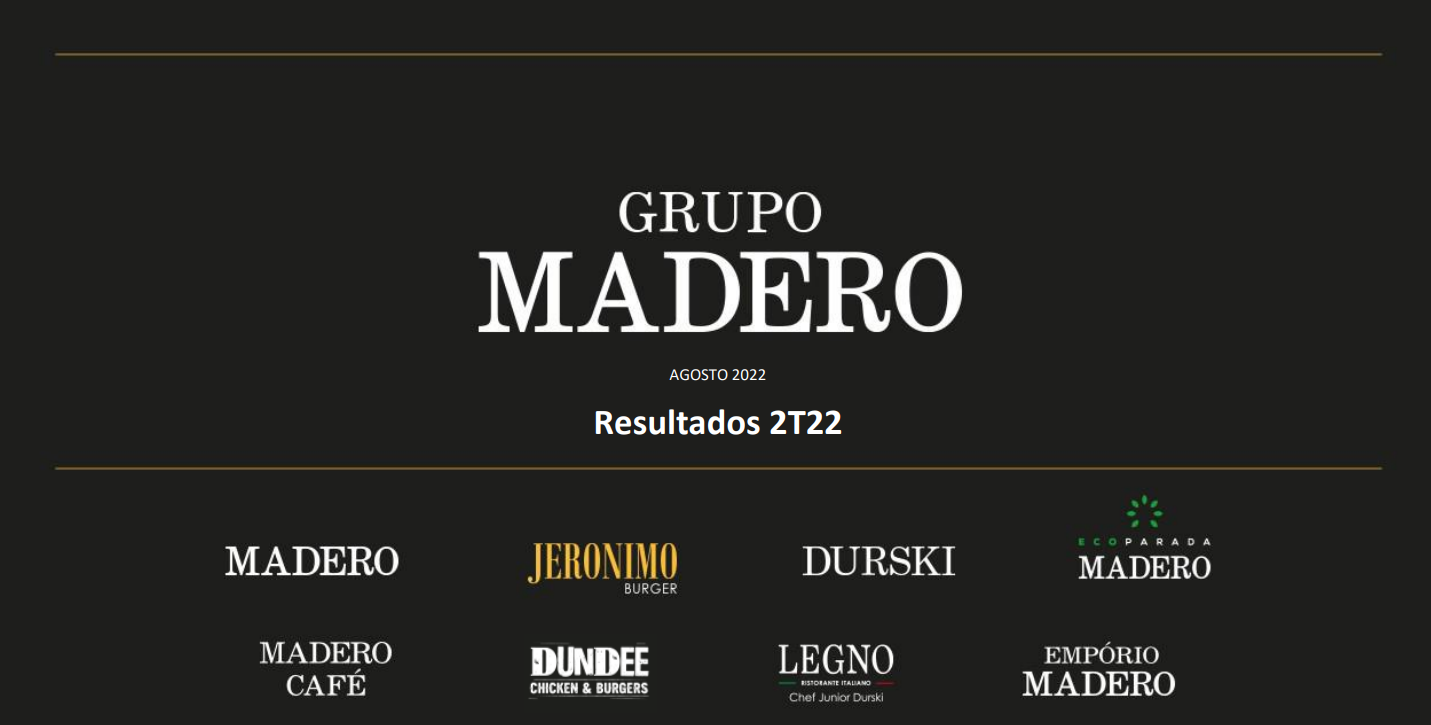 GRUPO
MADERO
AGOSTO 2022
Resultados 2T22
MADERO
JERONIMO
BURGER
DURSKI
ECOPARADA
MADERO
MADERO
CAFÉ
DUNDEE
CHICKEN & BURGERS
LEGNO
RISTORANTE ITALIANO
Chef Junior Durski
EMPÓRIO
MADERO